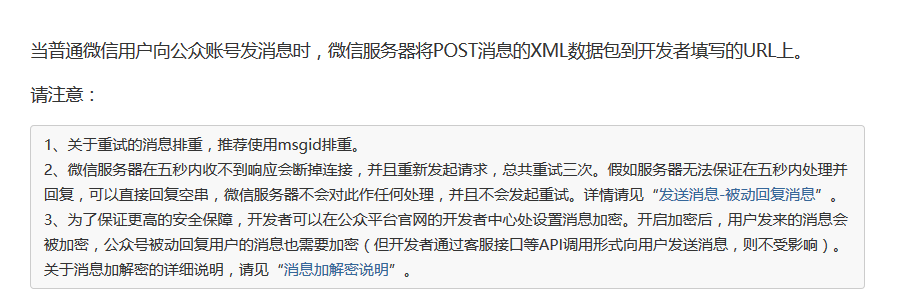 当普通微信用户向公众账号发消息时，微信服务器将POST消息的XML数据包到开发者填写的URL上。
请注意：
1、关于重试的消息排重，推荐使用msgid排重。
2、微信服务器在五秒内收不到响应会断掉连接，并且重新发起请求，总共重试三次。假如服务器无法保证在五秒内处理并
回复，可以直接回复空串，微信服务器不会对此作任何处理，并且不会发起重试。详情请见“发送消息-被动回复消息”。
3、为了保证更高的安全保障，开发者可以在公众平台官网的开发者中心处设置消息加密。开启加密后，用户发来的消息会
被加密，公众号被动回复用户的消息也需要加密（但开发者通过客服接口等API调用形式向用户发送消息，则不受影响）。
关于消息加解密的详细说明，请见“消息加解密说明”。